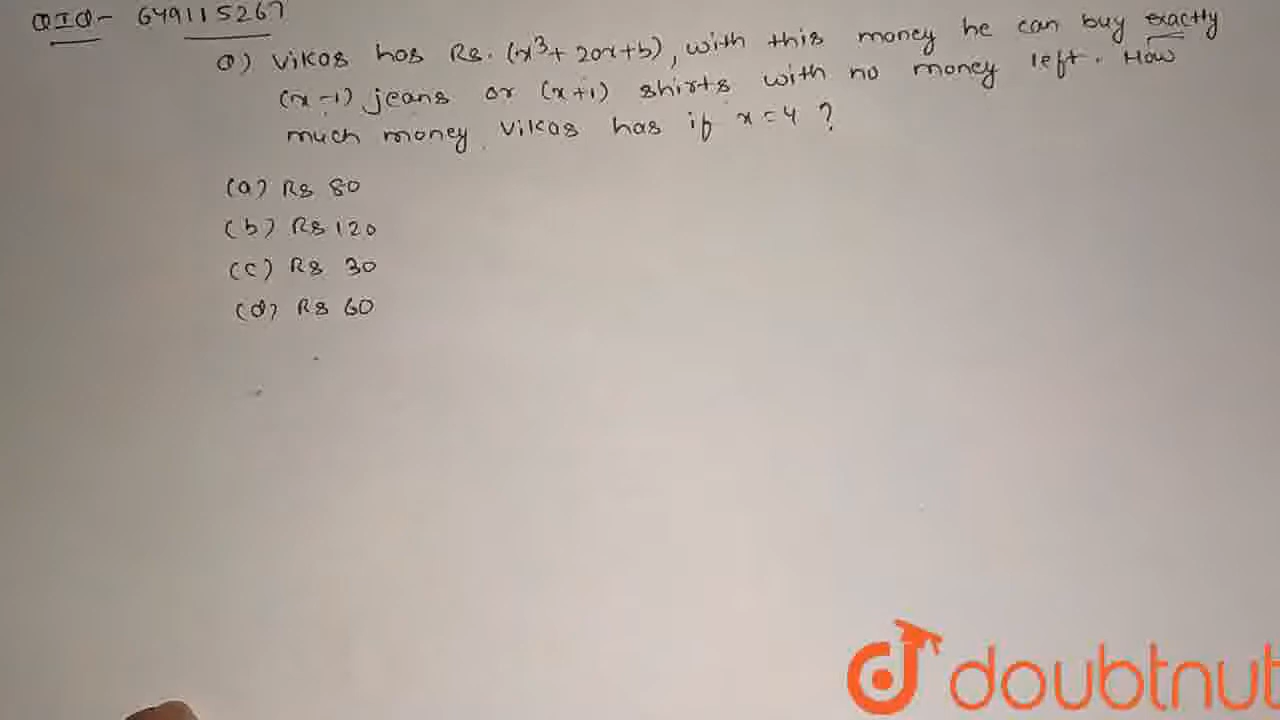 QID- 649115267
Q) Vikas has Rs. (x³+ 20x+b), with this money he can buy exactly
(x-1) jeans or (x+1) shirts with no money left. How
much money Vikas has if x=4 ?
(a) Rs 80
(b) Rs 120
(c) Rs 30
(d) Rs 60
doubtnut